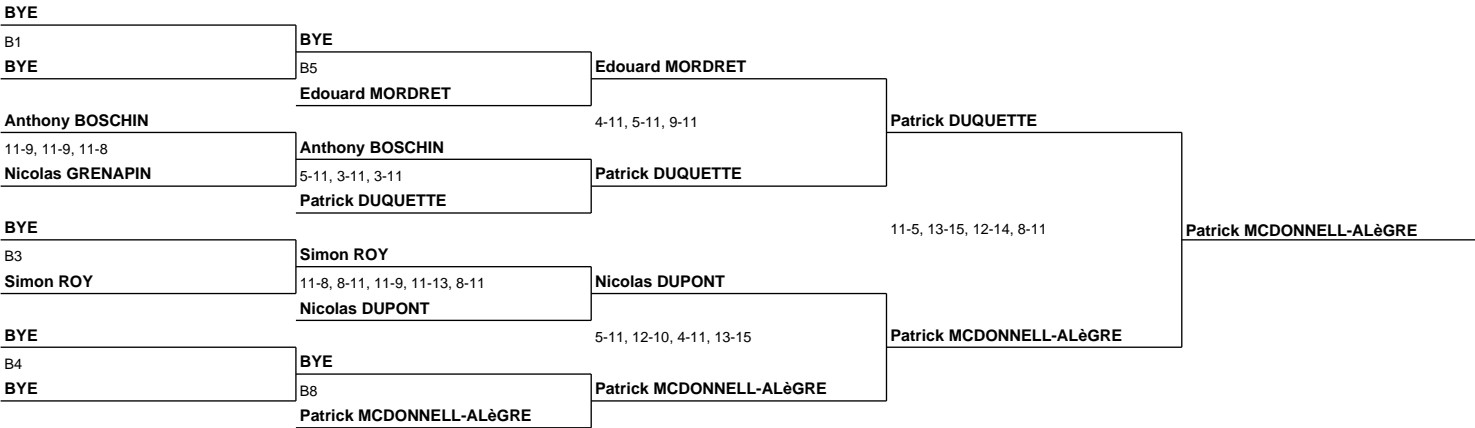 BYE
B1
BYE
BYE
B5
Edouard MORDRET
Edouard MORDRET
Anthony BOSCHIN
4-11, 5-11, 9-11
Patrick DUQUETTE
11-9, 11-9, 11-8
Anthony BOSCHIN
Nicolas GRENAPIN
5-11, 3-11, 3-11
Patrick DUQUETTE
Patrick DUQUETTE
BYE
11-5, 13-15, 12-14, 8-11
Patrick MCDONNELL-ALèGRE
B3
Simon ROY
Simon ROY
11-8, 8-11, 11-9, 11-13, 8-11
Nicolas DUPONT
Nicolas DUPONT
BYE
5-11, 12-10, 4-11, 13-15
Patrick MCDONNELL-ALèGRE
B4
BYE
BYE
B8
Patrick MCDONNELL-ALèGRE
Patrick MCDONNELL-ALèGRE